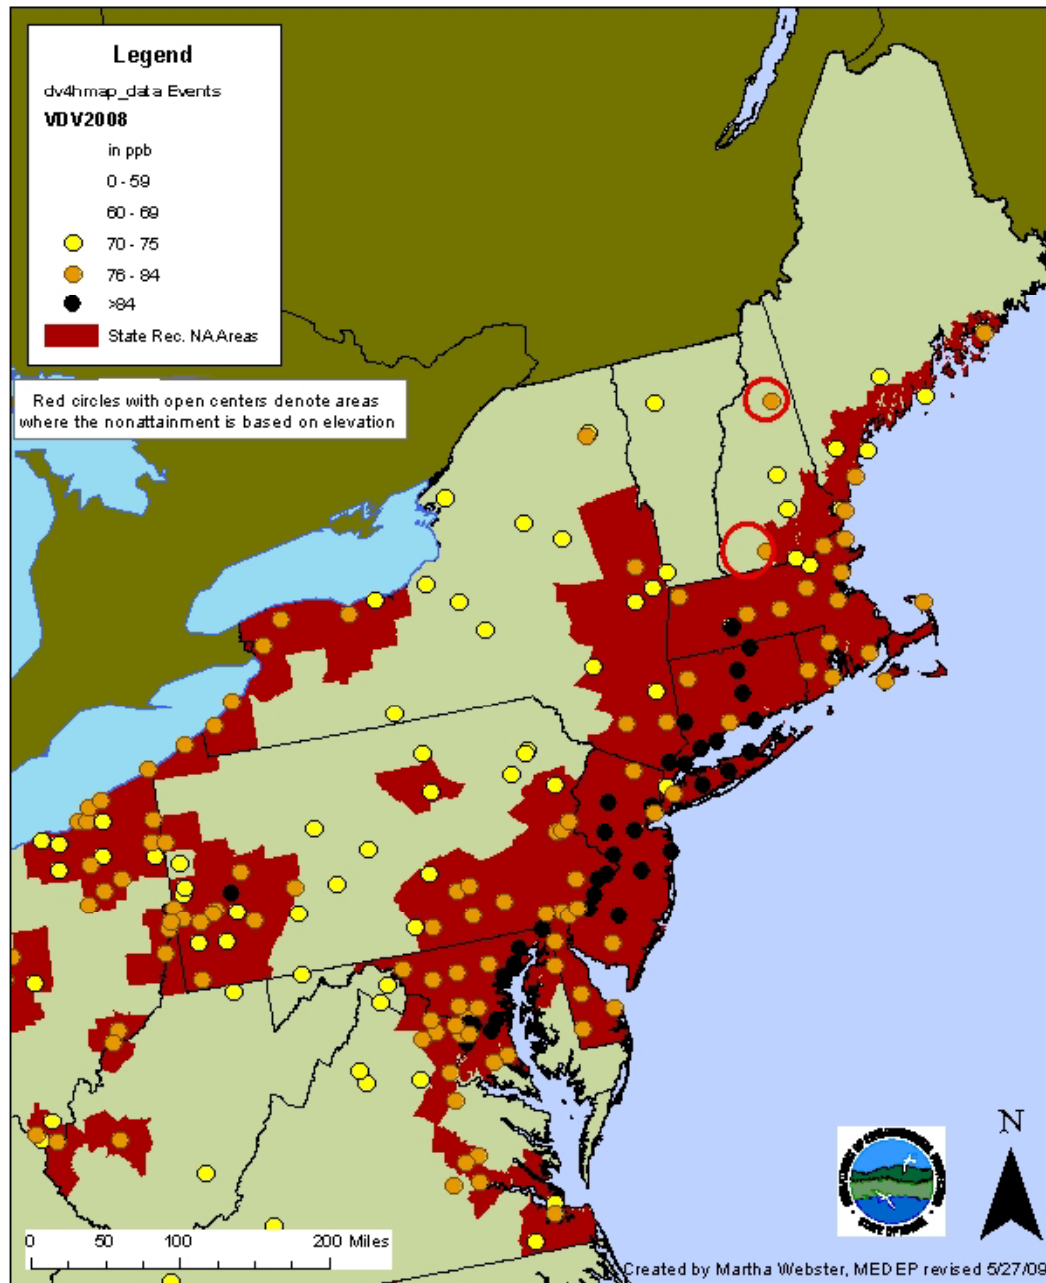 Legend
dv4hmap_data Events
VDV2008
in ppb
0 - 59
60 - 69
70 - 75
76 - 84
>84
State Rec. NA Areas
Red circles with open centers denote areas
where the nonattainment is based on elevation
N
0 50 100 200 Miles
Created by Martha Webster, MEDEP revised 5/27/09